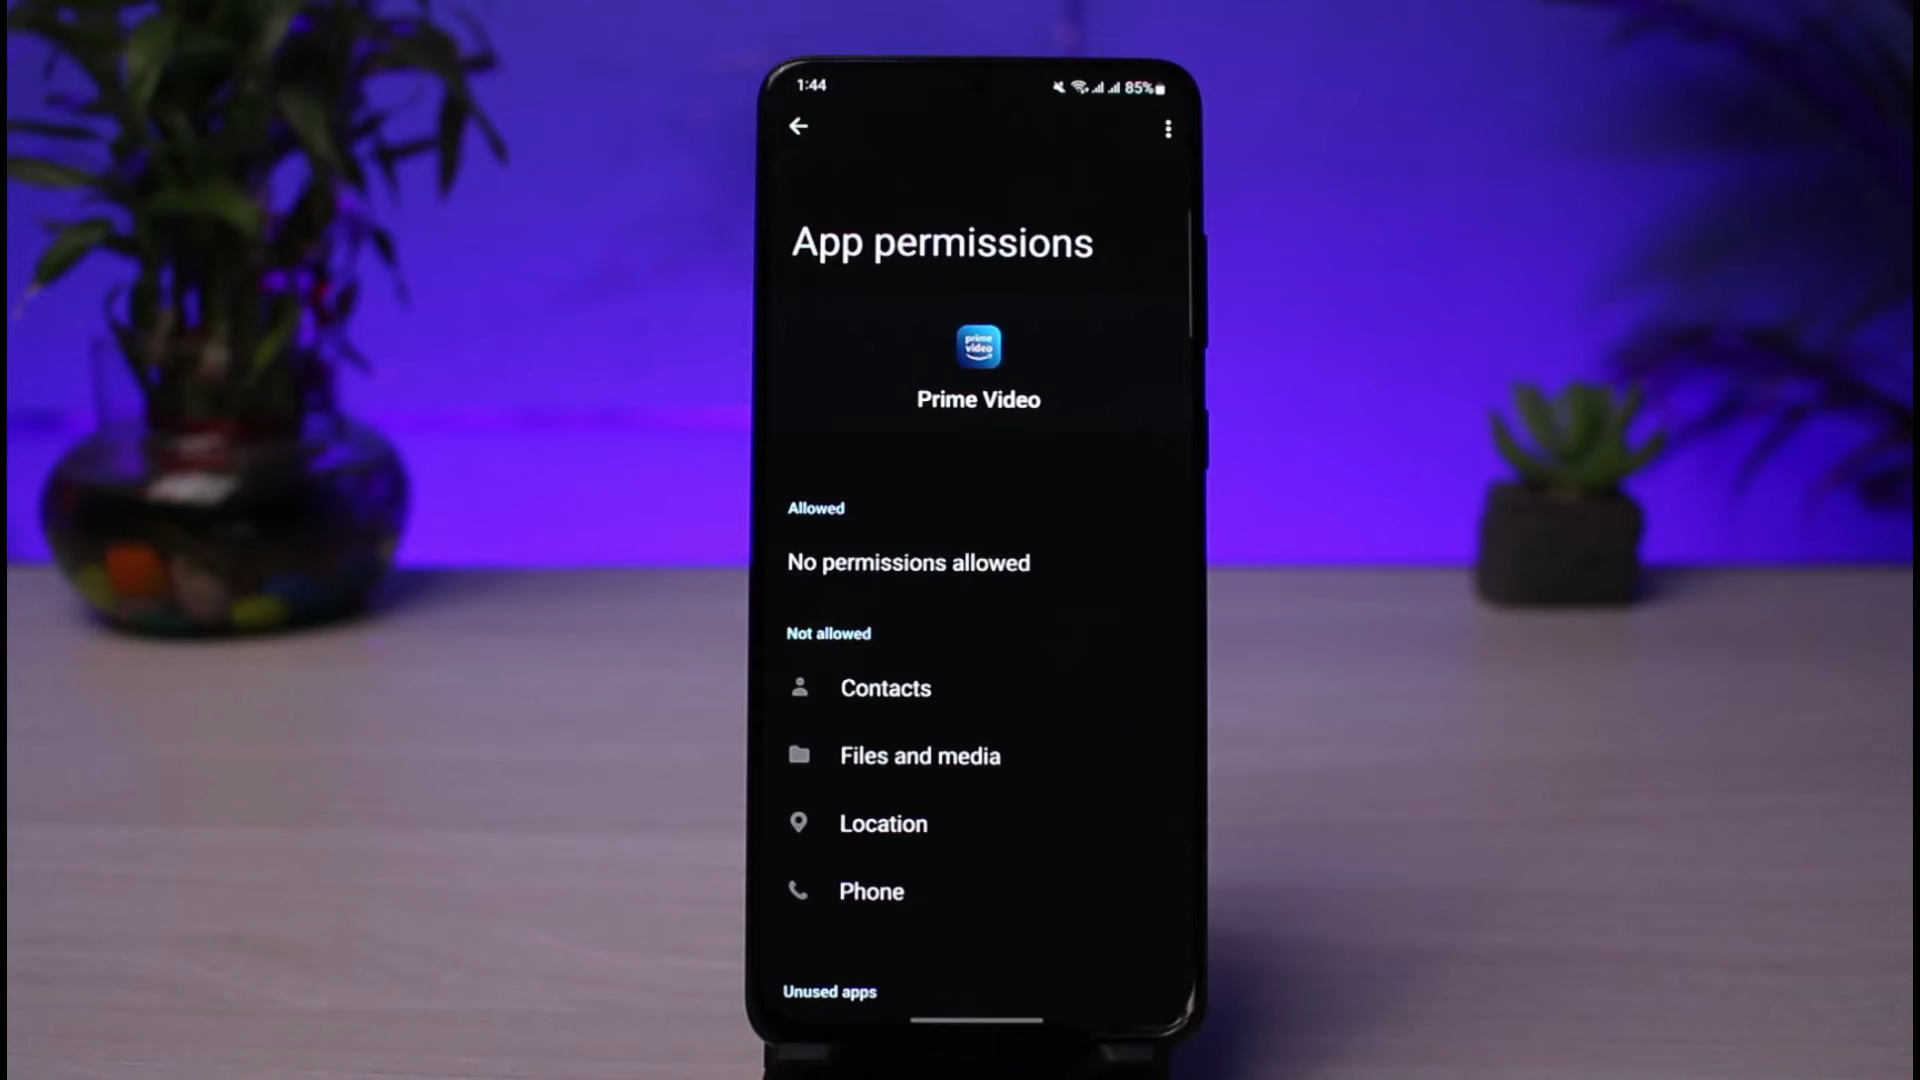 1:44
85%
App permissions
prime
video
Prime Video
Allowed
No permissions allowed
Not allowed
Contacts
Files and media
Location
Phone
Unused apps